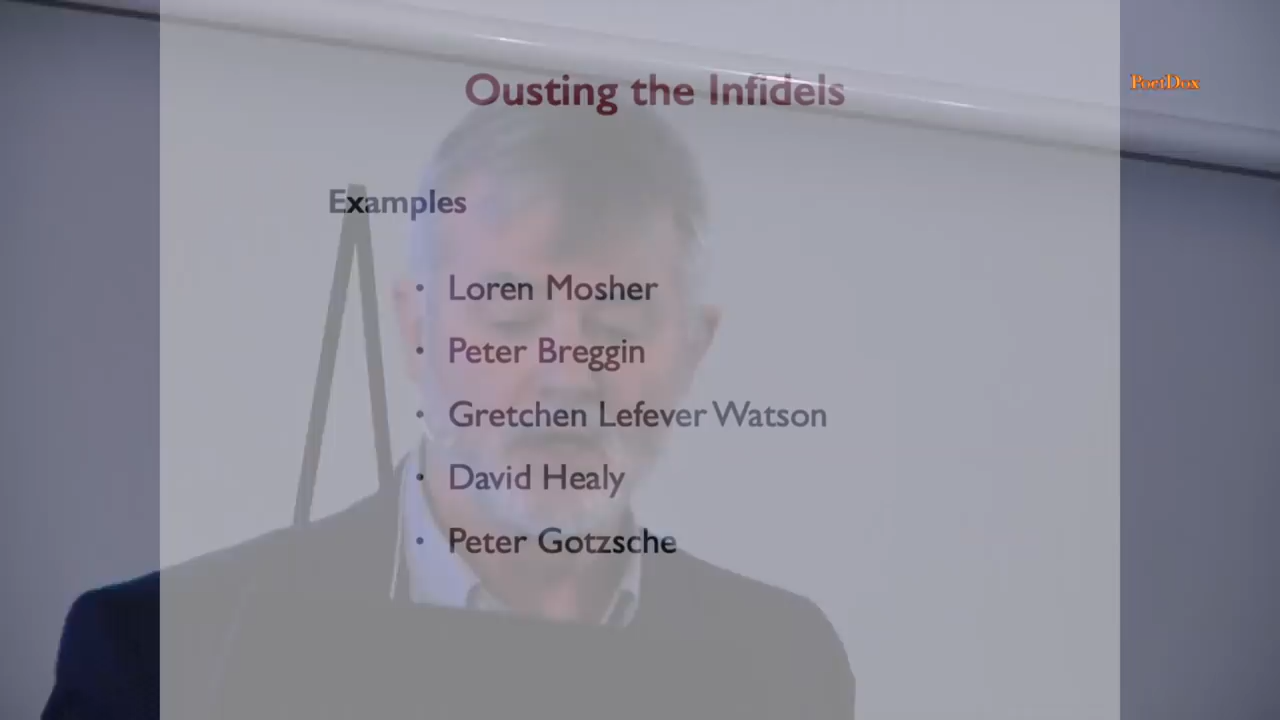 Ousting the Infidels
PoetDox
Examples
• Loren Mosher
• Peter Breggin
• Gretchen Lefever Watson
• David Healy
• Peter Gotzsche